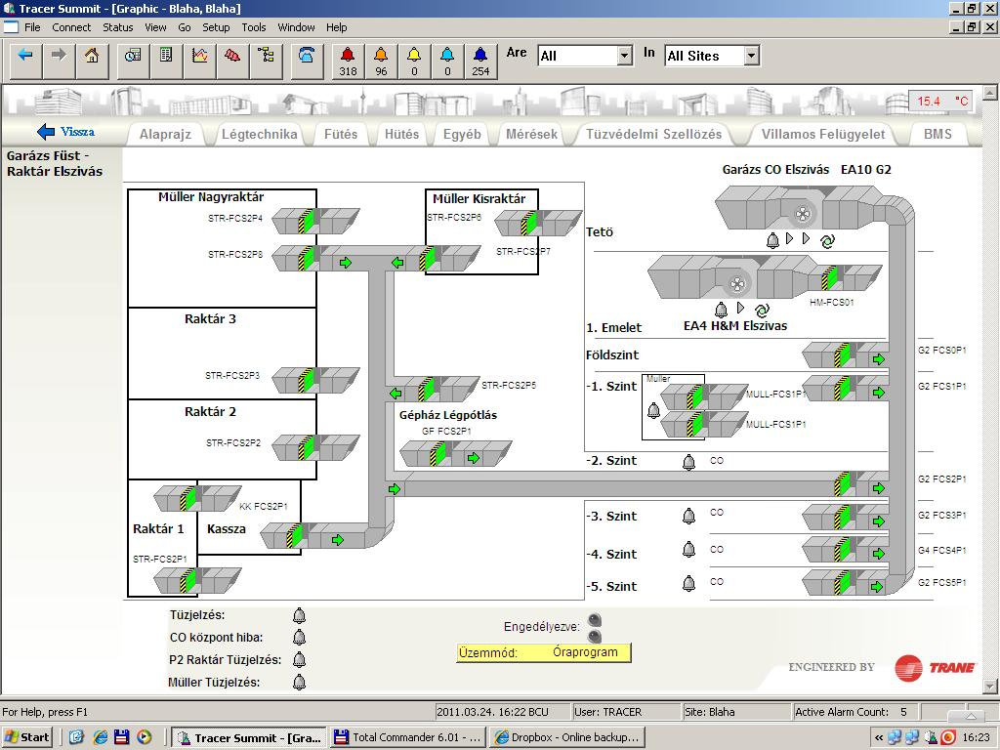 Tracer Summit - [Graphic - Blaha, Blaha]
File Connect Status View Go Setup Tools Window Help
318 96 0 0 254
Are All In All Sites
15.4 °C
Vissza
Alaprajz Légtechnika Fütés Hütés Egyéb Mérések Tüzvédelmi Szellözés Villamos Felügyelet BMS
Garázs Füst -
Raktár Elszivás
Garázs CO Elszivás EA10 G2
Müller Nagyraktár
STR-FCS2P4
STR-FCS2P8
Müller Kisraktár
STR-FCS2P6
STR-FCS2P7
Tetö
HM-FCS01
EA4 H&M Elszivas
1. Emelet
Raktár 3
STR-FCS2P3
Földszint
G2 FCS0P1
-1. Szint
Müller
MULL-FCS1P1
MULL-FCS1P1
G2 FCS1P1
STR-FCS2P5
Raktár 2
STR-FCS2P2
Gépház Légpótlás
GF FCS2P1
-2. Szint
CO
G2 FCS2P1
KK FCS2P1
Raktár 1
Kassza
STR-FCS2P1
-3. Szint
CO
G2 FCS3P1
-4. Szint
CO
G4 FCS4P1
-5. Szint
CO
G2 FCS5P1
Tüzjelzés:
CO központ hiba:
P2 Raktár Tüzjelzés:
Müller Tüzjelzés:
Engedélyezve:
Üzemmód: Óraprogram
ENGINEERED BY TRANE
For Help, press F1
2011.03.24. 16:22 BCU
User: TRACER
Site: Blaha
Active Alarm Count: 5
Start
Tracer Summit - [Gra...
Total Commander 6.01 - ...
Dropbox - Online backup...
16:23